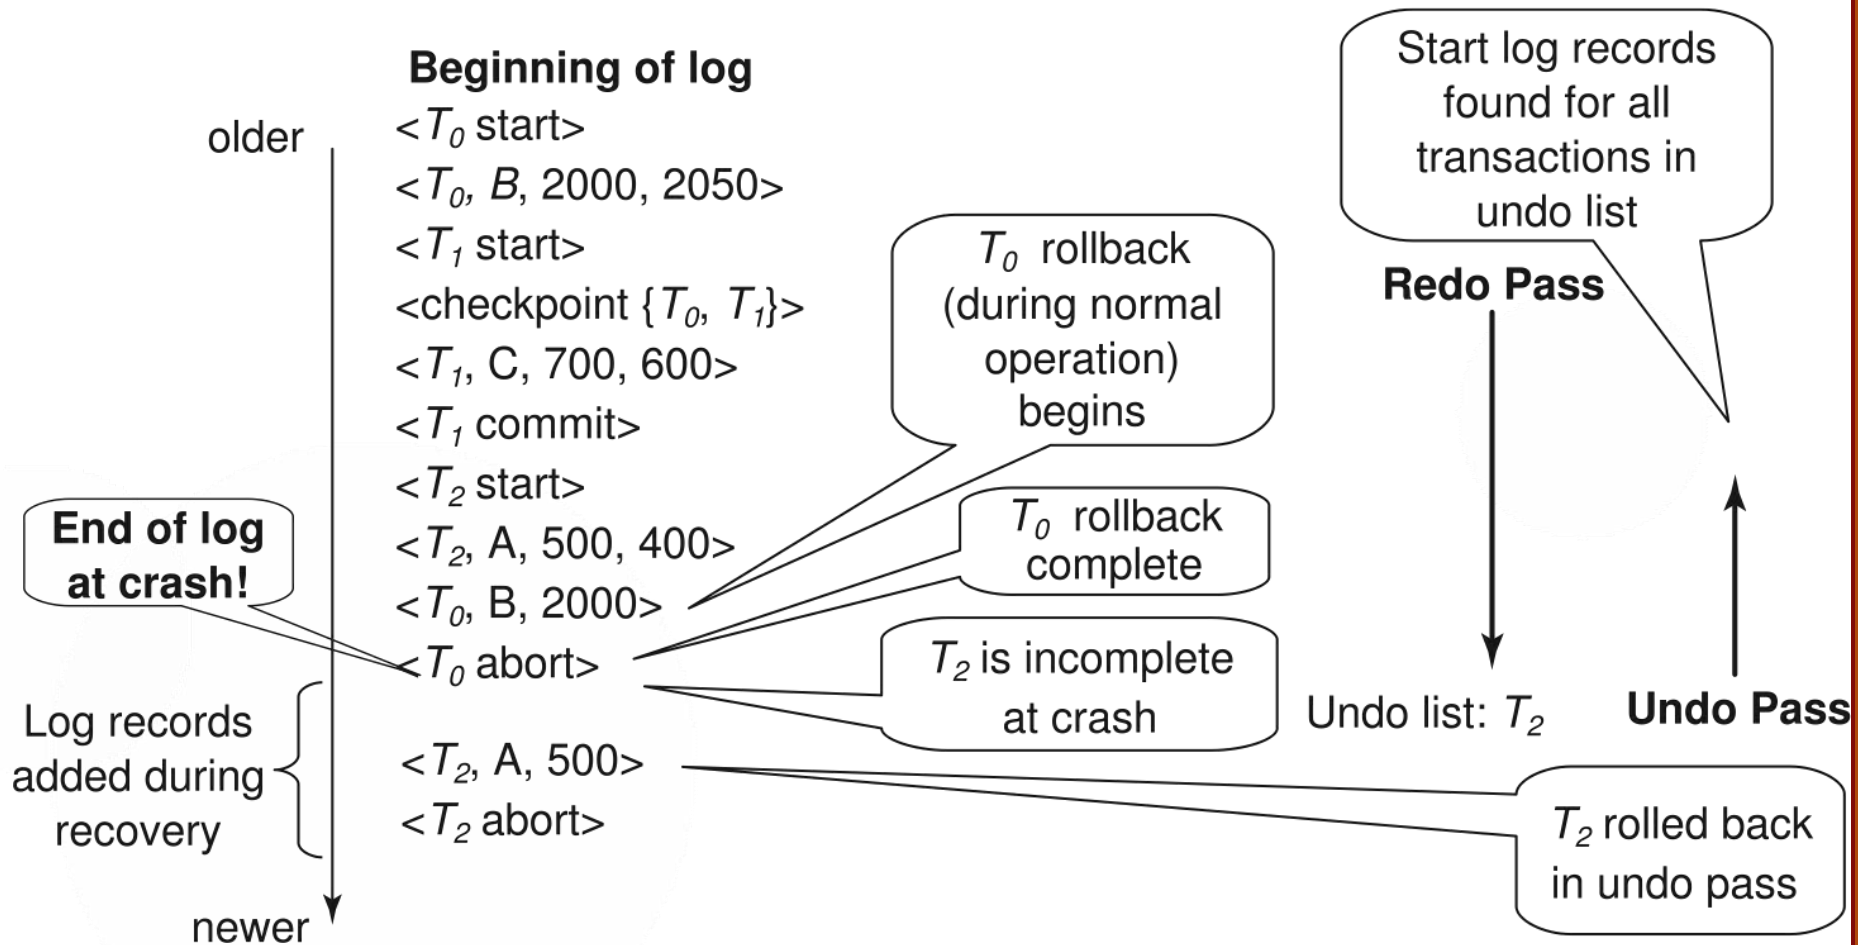 Beginning of log
older
<T0 start>
<T0, B, 2000, 2050>
<T1 start>
<checkpoint {T0, T1}>
<T1, C, 700, 600>
<T1 commit>
<T2 start>
<T2, A, 500, 400>
<T0, B, 2000>
<T0 abort>
<T2, A, 500>
<T2 abort>
newer
End of log
at crash!
Log records
added during
recovery
T0 rollback
(during normal
operation)
begins
T0 rollback
complete
T2 is incomplete
at crash
Start log records
found for all
transactions in
undo list
Redo Pass
Undo list: T2
Undo Pass
T2 rolled back
in undo pass